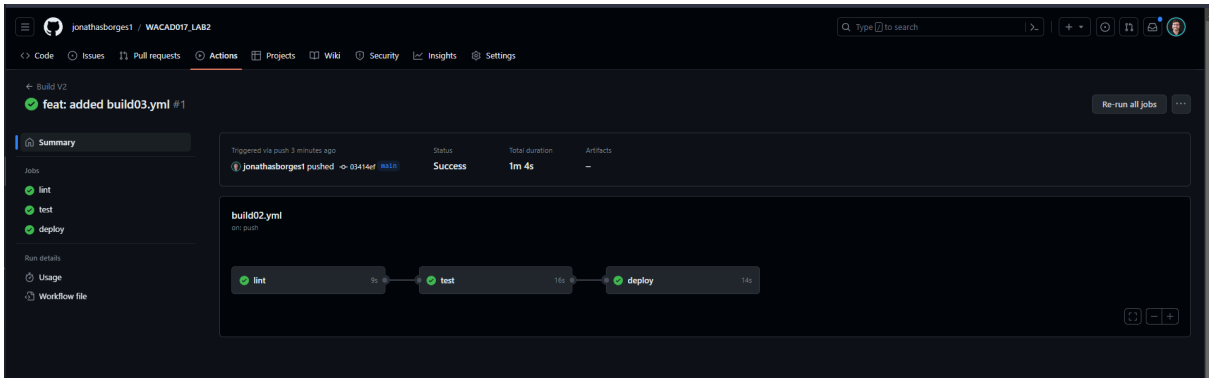 jonathasborges1 / WACAD017_LAB2
Type / to search
Code Issues Pull requests Actions Projects Wiki Security Insights Settings
← Build V2
feat: added build03.yml #1
Re-run all jobs
Summary
Jobs
lint
test
deploy
Run details
Usage
Workflow file
Triggered via push 3 minutes ago
jonathasborges1 pushed 03414ef main
Status
Success
Total duration
1m 4s
Artifacts
–
build02.yml
on: push
lint 9s
test 16s
deploy 14s